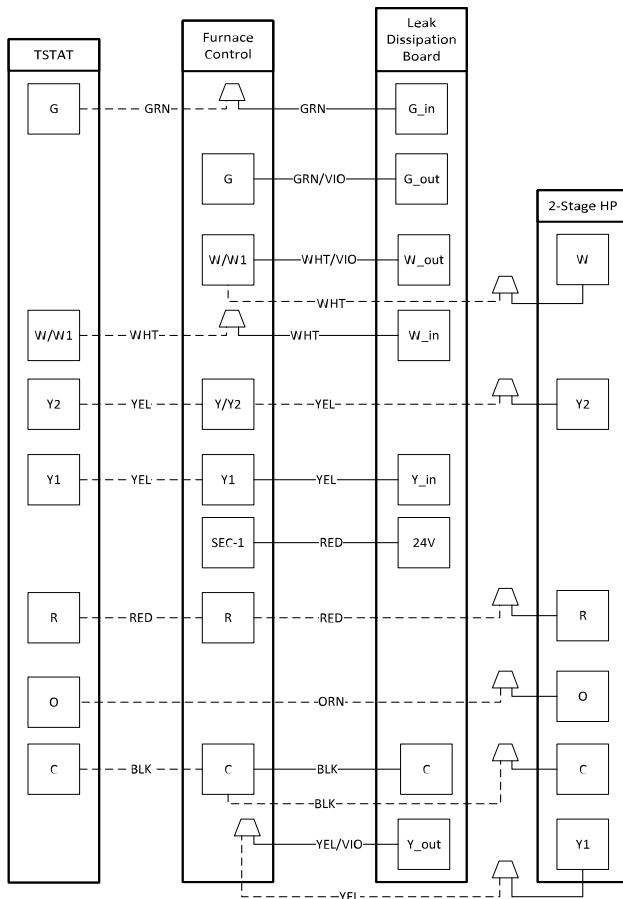 Leak
Dissipation
Board
Furnace
Control
TSTAT
G
GRN
GRN
G_in
G
GRN/VIO
G_out
2-Stage HP
W/W1
WHT/VIO
W_out
W
WHT
W/W1
WHT
WHT
W_in
Y2
YEL
Y/Y2
YEL
Y2
Y1
YEL
Y1
YEL
Y_in
SEC-1
RED
24V
R
RED
R
RED
R
O
ORN
O
C
BLK
C
BLK
C
C
BLK
YEL/VIO
Y_out
Y1
YEL